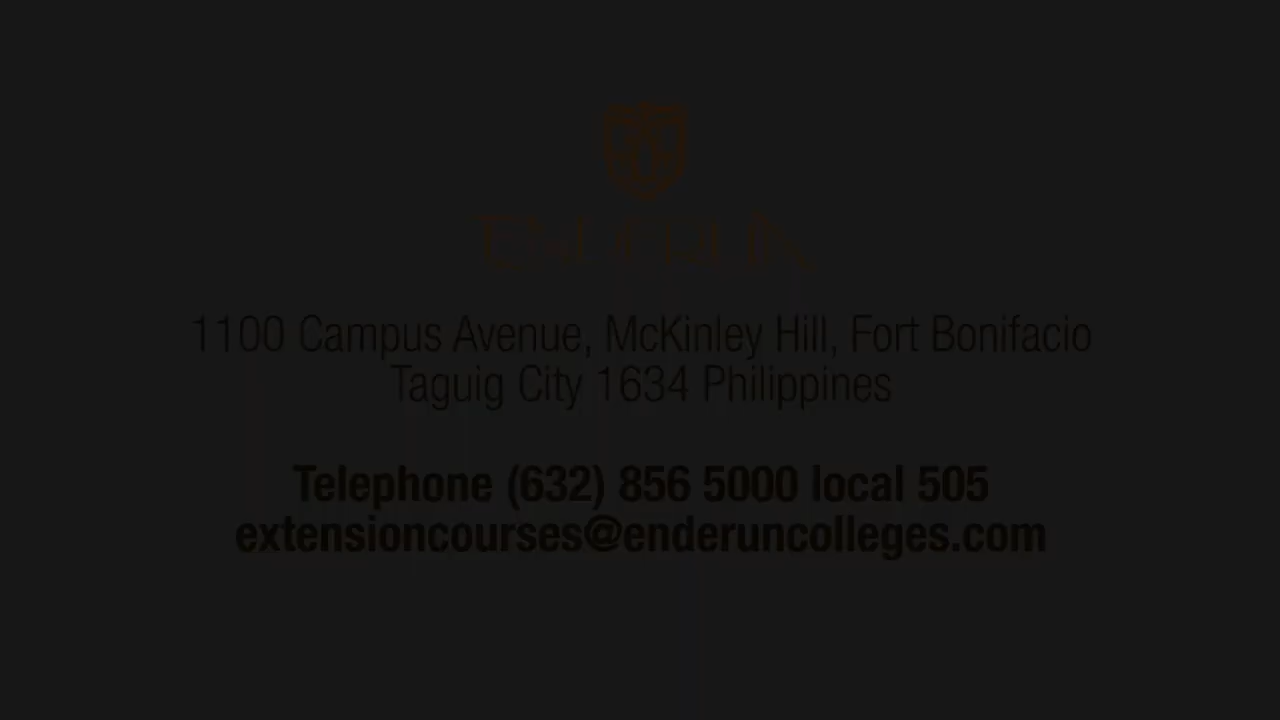 ENDERUN
1100 Campus Avenue, McKinley Hill, Fort Bonifacio
Taguig City 1634 Philippines
Telephone (632) 856 5000 local 505
extensioncourses@enderuncolleges.com